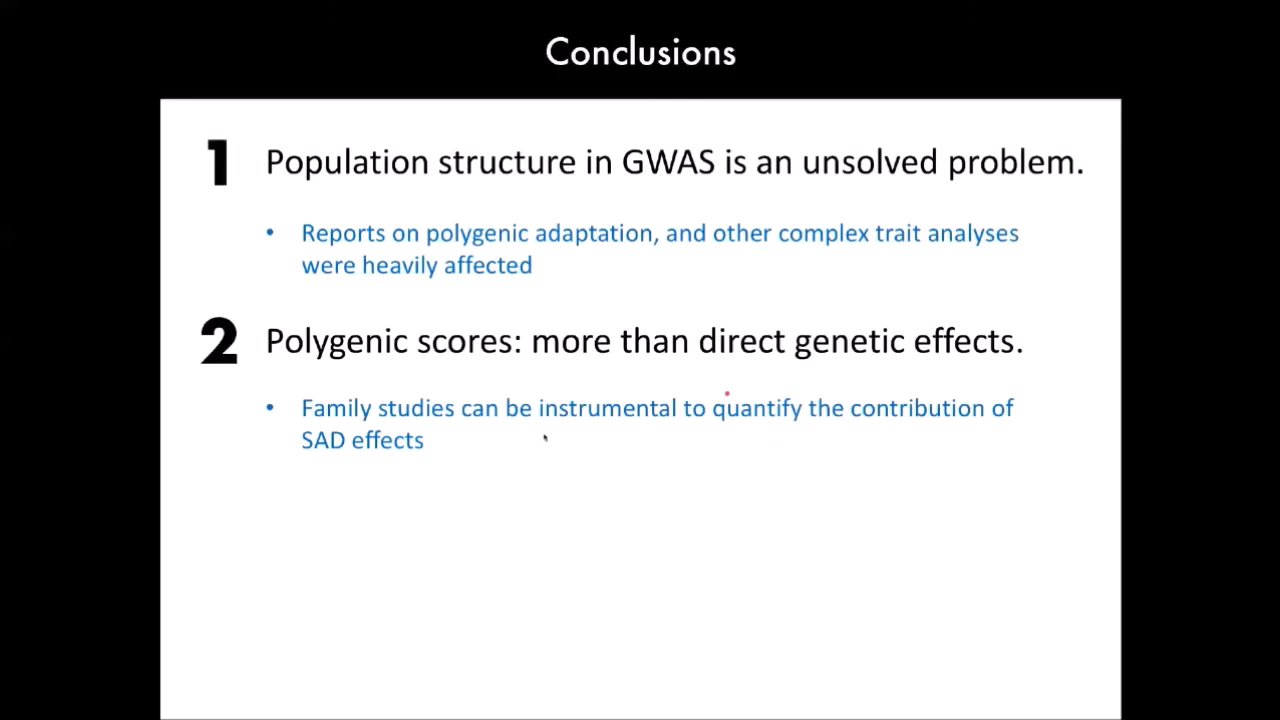 Conclusions
1 Population structure in GWAS is an unsolved problem.
• Reports on polygenic adaptation, and other complex trait analyses
were heavily affected
2 Polygenic scores: more than direct genetic effects.
• Family studies can be instrumental to quantify the contribution of
SAD effects